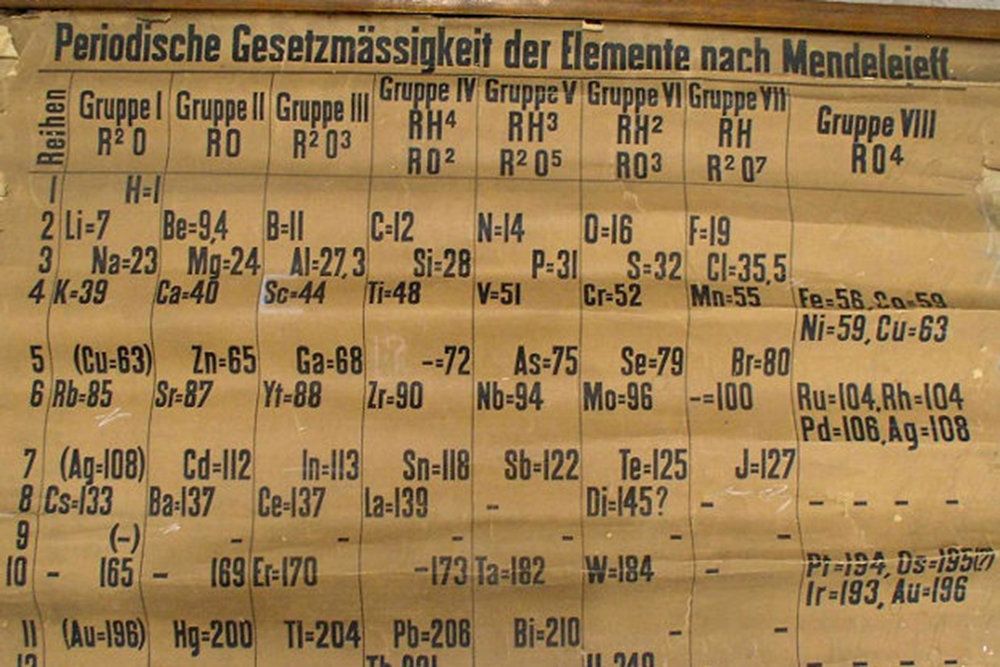 Periodische Gesetzmässigkeit der Elemente nach Mendelejeff.
Reihen Gruppe I R²O Gruppe II RO Gruppe III R²O³ Gruppe IV RH⁴ RO² Gruppe V RH³ R²O⁵ Gruppe VI RH² RO³ Gruppe VII RH R²O⁷ Gruppe VIII RO⁴
1 H=1
2 Li=7 Be=9,4 B=11 C=12 N=14 O=16 F=19
3 Na=23 Mg=24 Al=27,3 Si=28 P=31 S=32 Cl=35,5
4 K=39 Ca=40 Sc=44 Ti=48 V=51 Cr=52 Mn=55 Fe=56, Co=59
Ni=59, Cu=63
5 (Cu=63) Zn=65 Ga=68 -=72 As=75 Se=79 Br=80
6 Rb=85 Sr=87 Yt=88 Zr=90 Nb=94 Mo=96 -=100 Ru=104, Rh=104
Pd=106, Ag=108
7 (Ag=108) Cd=112 In=113 Sn=118 Sb=122 Te=125 J=127
8 Cs=133 Ba=137 Ce=137 La=139 - Di=145? - - - - -
9 (-) - - - - - -
10 - 165 - 169 Er=170 -173 Ta=182 W=184 - Pt=194, Os=195(?)
Ir=193, Au=196
11 (Au=196) Hg=200 Tl=204 Pb=206 Bi=210 - -